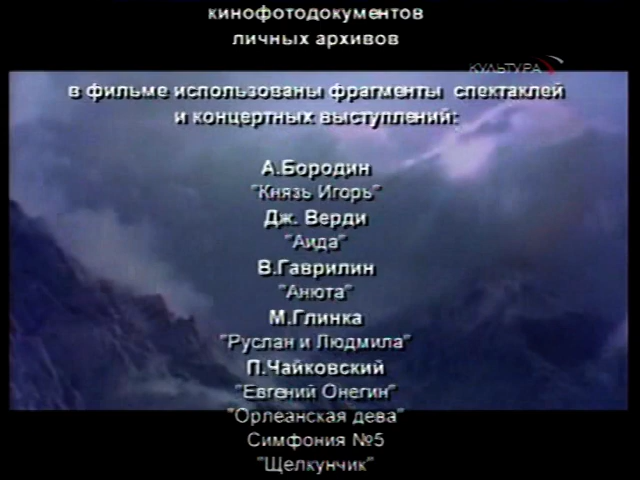 кинофотодокументов
личных архивов
КУЛЬТУРА
в фильме использованы фрагменты спектаклей
и концертных выступлений:
А.Бородин
"Князь Игорь"
Дж. Верди
"Аида"
В.Гаврилин
"Анюта"
М.Глинка
"Руслан и Людмила"
П.Чайковский
"Евгений Онегин"
"Орлеанская дева"
Симфония №5
"Щелкунчик"